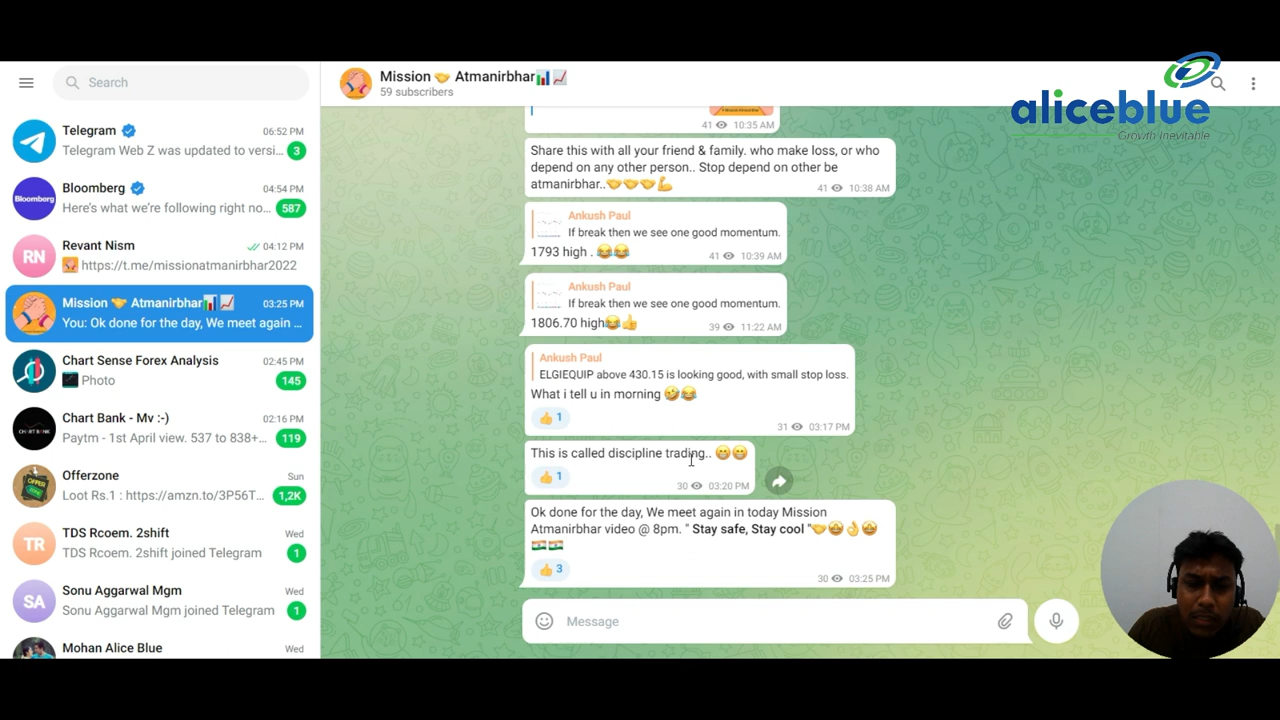 Search
Telegram 06:52 PM
Telegram Web Z was updated to versi... 3
Bloomberg
Bloomberg 04:54 PM
Here's what we're following right no... 587
RN
Revant Nism 04:12 PM
https://t.me/missionatmanirbhar2022
Mission 🤝 Atmanirbhar📊📈 03:25 PM
You: Ok done for the day, We meet again ...
Chart Sense Forex Analysis 02:45 PM
Photo 145
CHART BANK
Chart Bank - Mv :-) 02:16 PM
Paytm - 1st April view. 537 to 838+... 119
OFFER
Offerzone Sun
Loot Rs.1 : https://amzn.to/3P56T... 1,2K
TR
TDS Rcoem. 2shift Wed
TDS Rcoem. 2shift joined Telegram 1
SA
Sonu Aggarwal Mgm Wed
Sonu Aggarwal Mgm joined Telegram 1
Mohan Alice Blue Wed
Mission 🤝 Atmanirbhar📊📈
59 subscribers
aliceblue
Growth Inevitable
41 10:35 AM
Share this with all your friend & family. who make loss, or who
depend on any other person.. Stop depend on other be
atmanirbhar..🤝🤝🤝💪 41 10:38 AM
Ankush Paul
If break then we see one good momentum.
1793 high . 😂😂 41 10:39 AM
Ankush Paul
If break then we see one good momentum.
1806.70 high😂👍 39 11:22 AM
Ankush Paul
ELGIEQUIP above 430.15 is looking good, with small stop loss.
What i tell u in morning 🤣😂
👍 1
31 03:17 PM
This is called discipline trading.. 😁😁
👍 1
30 03:20 PM
Ok done for the day, We meet again in today Mission
Atmanirbhar video @ 8pm. " Stay safe, Stay cool "🤝🤩👌🤩
🇮🇳🇮🇳
👍 3
30 03:25 PM
Message